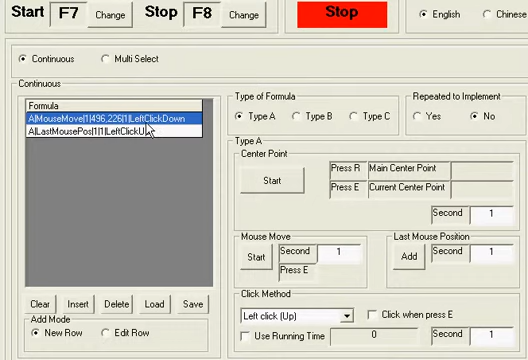 Start F7 Change Stop F8 Change Stop English Chinese
Continuous Multi Select
Continuous
Formula
A|MouseMove|1|496,226|1|LeftClickDown
A|LastMousePos|1|1|LeftClickU
Clear Insert Delete Load Save
Add Mode
New Row Edit Row
Type of Formula
Type A Type B Type C
Repeated to Implement
Yes No
Type A
Center Point
Start
Press R Main Center Point
Press E Current Center Point
Second 1
Mouse Move
Start Second 1
Press E
Last Mouse Position
Add Second 1
Click Method
Left click (Up) Click when press E
Use Running Time 0 Second 1